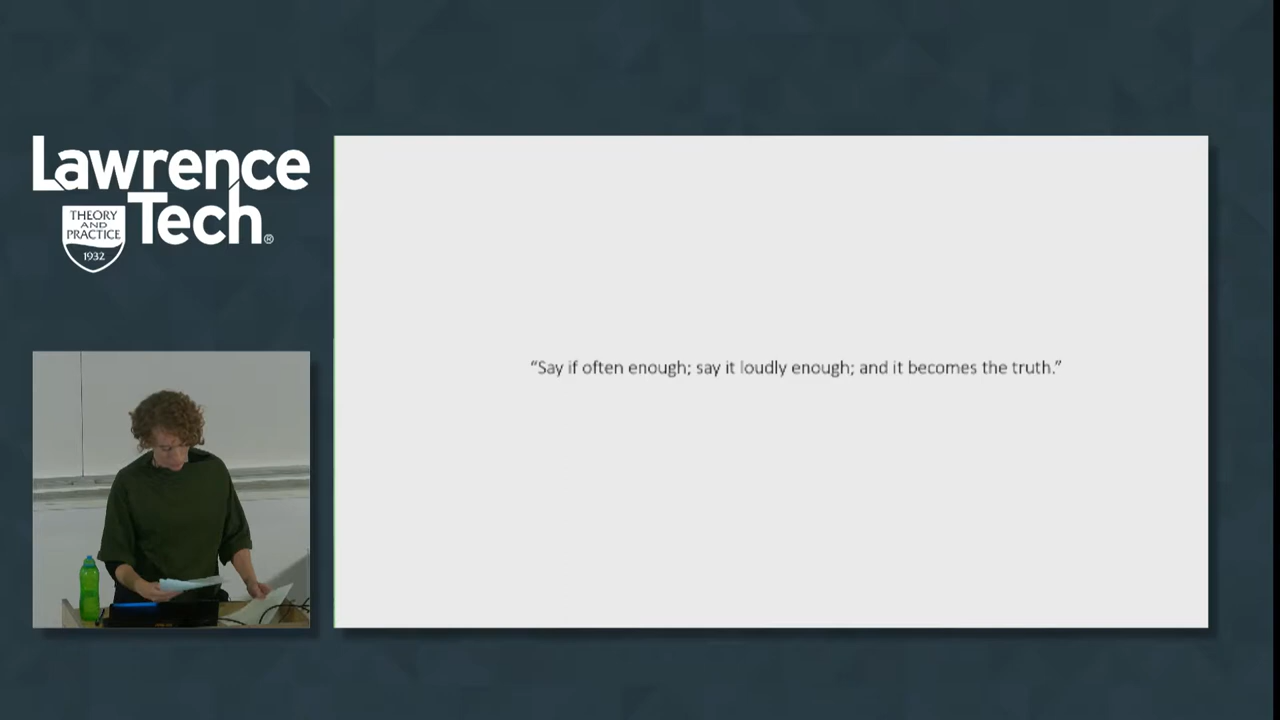 Lawrence
Tech®
THEORY
AND
PRACTICE
1932
“Say if often enough; say it loudly enough; and it becomes the truth.”